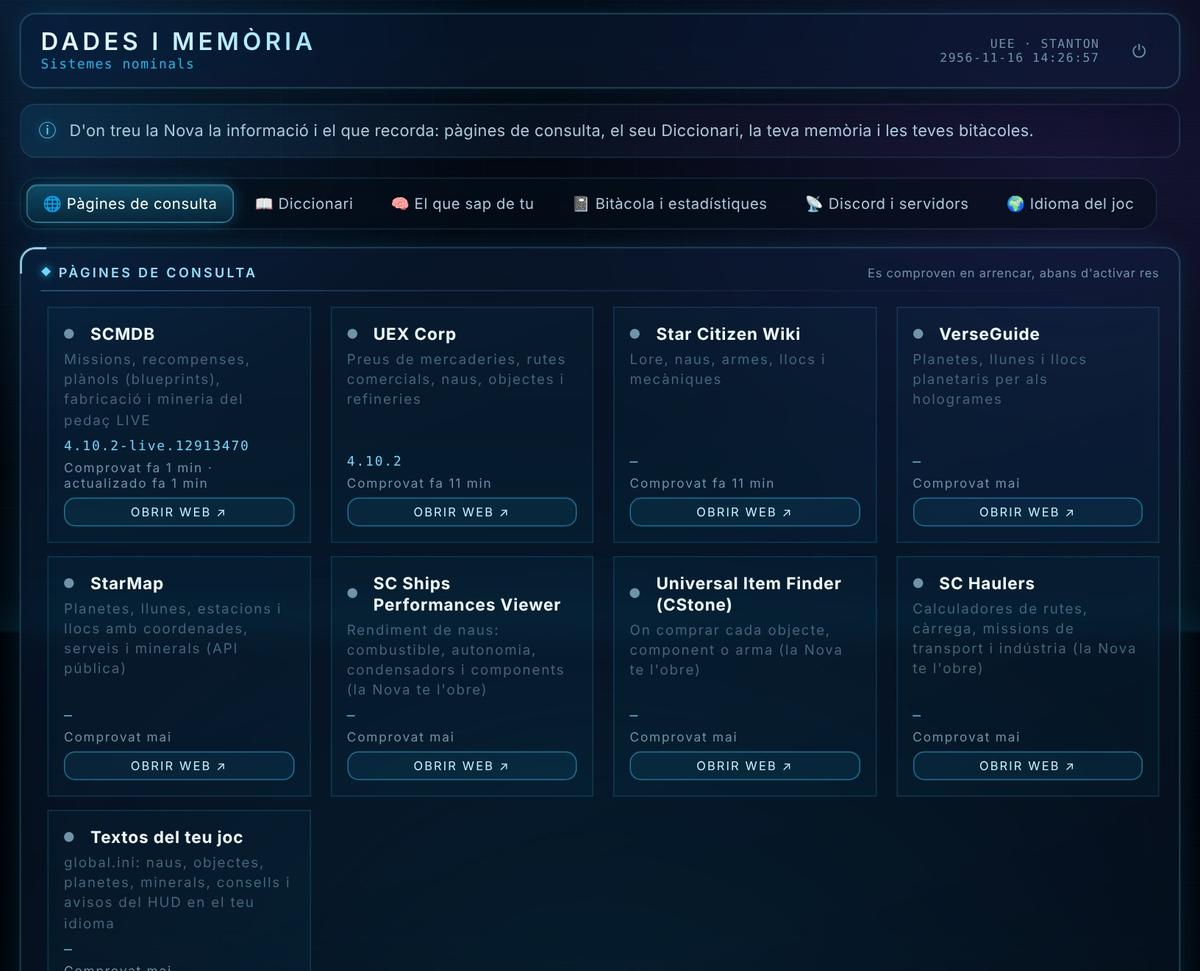 DADES I MEMÒRIA
Sistemes nominals
UEE · STANTON
2956-11-16 14:26:57
D'on treu la Nova la informació i el que recorda: pàgines de consulta, el seu Diccionari, la teva memòria i les teves bitàcoles.
Pàgines de consulta
Diccionari
El que sap de tu
Bitàcola i estadístiques
Discord i servidors
Idioma del joc
PÀGINES DE CONSULTA
Es comproven en arrencar, abans d'activar res
SCMDB
Missions, recompenses,
plànols (blueprints),
fabricació i mineria del
pedaç LIVE
4.10.2-live.12913470
Comprovat fa 1 min ·
actualizado fa 1 min
OBRIR WEB ↗
UEX Corp
Preus de mercaderies, rutes
comercials, naus, objectes i
refineries
4.10.2
Comprovat fa 11 min
OBRIR WEB ↗
Star Citizen Wiki
Lore, naus, armes, llocs i
mecàniques
—
Comprovat fa 11 min
OBRIR WEB ↗
VerseGuide
Planetes, llunes i llocs
planetaris per als
hologrames
—
Comprovat mai
OBRIR WEB ↗
StarMap
Planetes, llunes, estacions i
llocs amb coordenades,
serveis i minerals (API
pública)
—
Comprovat mai
OBRIR WEB ↗
SC Ships
Performances Viewer
Rendiment de naus:
combustible, autonomia,
condensadors i components
(la Nova te l'obre)
—
Comprovat mai
OBRIR WEB ↗
Universal Item Finder
(CStone)
On comprar cada objecte,
component o arma (la Nova
te l'obre)
—
Comprovat mai
OBRIR WEB ↗
SC Haulers
Calculadores de rutes,
càrrega, missions de
transport i indústria (la Nova
te l'obre)
—
Comprovat mai
OBRIR WEB ↗
Textos del teu joc
global.ini: naus, objectes,
planetes, minerals, consells i
avisos del HUD en el teu
idioma
—
Comprovat mai